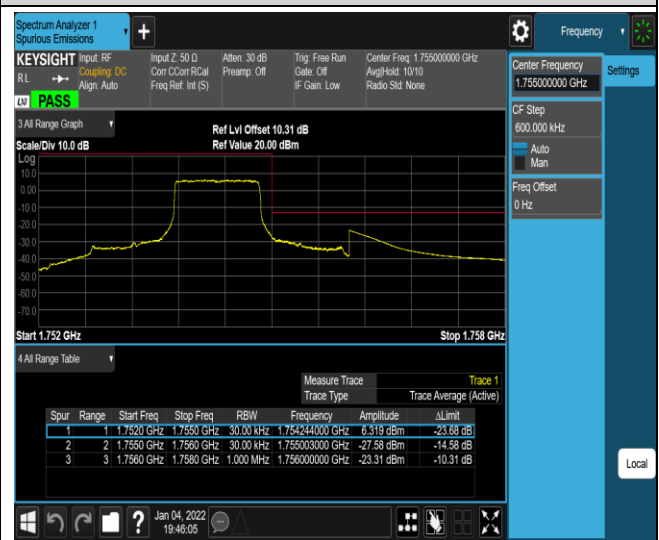 Spectrum Analyzer 1
Spurious Emissions
Frequency
KEYSIGHT Input: RF Input Z: 50 Ω Atten: 30 dB Trig: Free Run Center Freq: 1.755000000 GHz
RL Coupling: DC Corr CCorr RCal Preamp: Off Gate: Off Avg|Hold: 10/10
Align: Auto Freq Ref: Int (S) IF Gain: Low Radio Std: None
LXI PASS
Center Frequency
1.755000000 GHz
Settings
CF Step
600.000 kHz
Auto
Man
Freq Offset
0 Hz
3 All Range Graph
Ref Lvl Offset 10.31 dB
Scale/Div 10.0 dB Ref Value 20.00 dBm
Log
10.0
0.00
-10.0
-20.0
-30.0
-40.0
-50.0
-60.0
-70.0
Start 1.752 GHz Stop 1.758 GHz
4 All Range Table
Measure Trace Trace 1
Trace Type Trace Average (Active)
Spur Range Start Freq Stop Freq RBW Frequency Amplitude ΔLimit
1 1 1.7520 GHz 1.7550 GHz 30.00 kHz 1.754244000 GHz 6.319 dBm -23.68 dB
2 2 1.7550 GHz 1.7560 GHz 30.00 kHz 1.755003000 GHz -27.58 dBm -14.58 dB
3 3 1.7560 GHz 1.7580 GHz 1.000 MHz 1.756000000 GHz -23.31 dBm -10.31 dB
Local
Jan 04, 2022
19:46:05